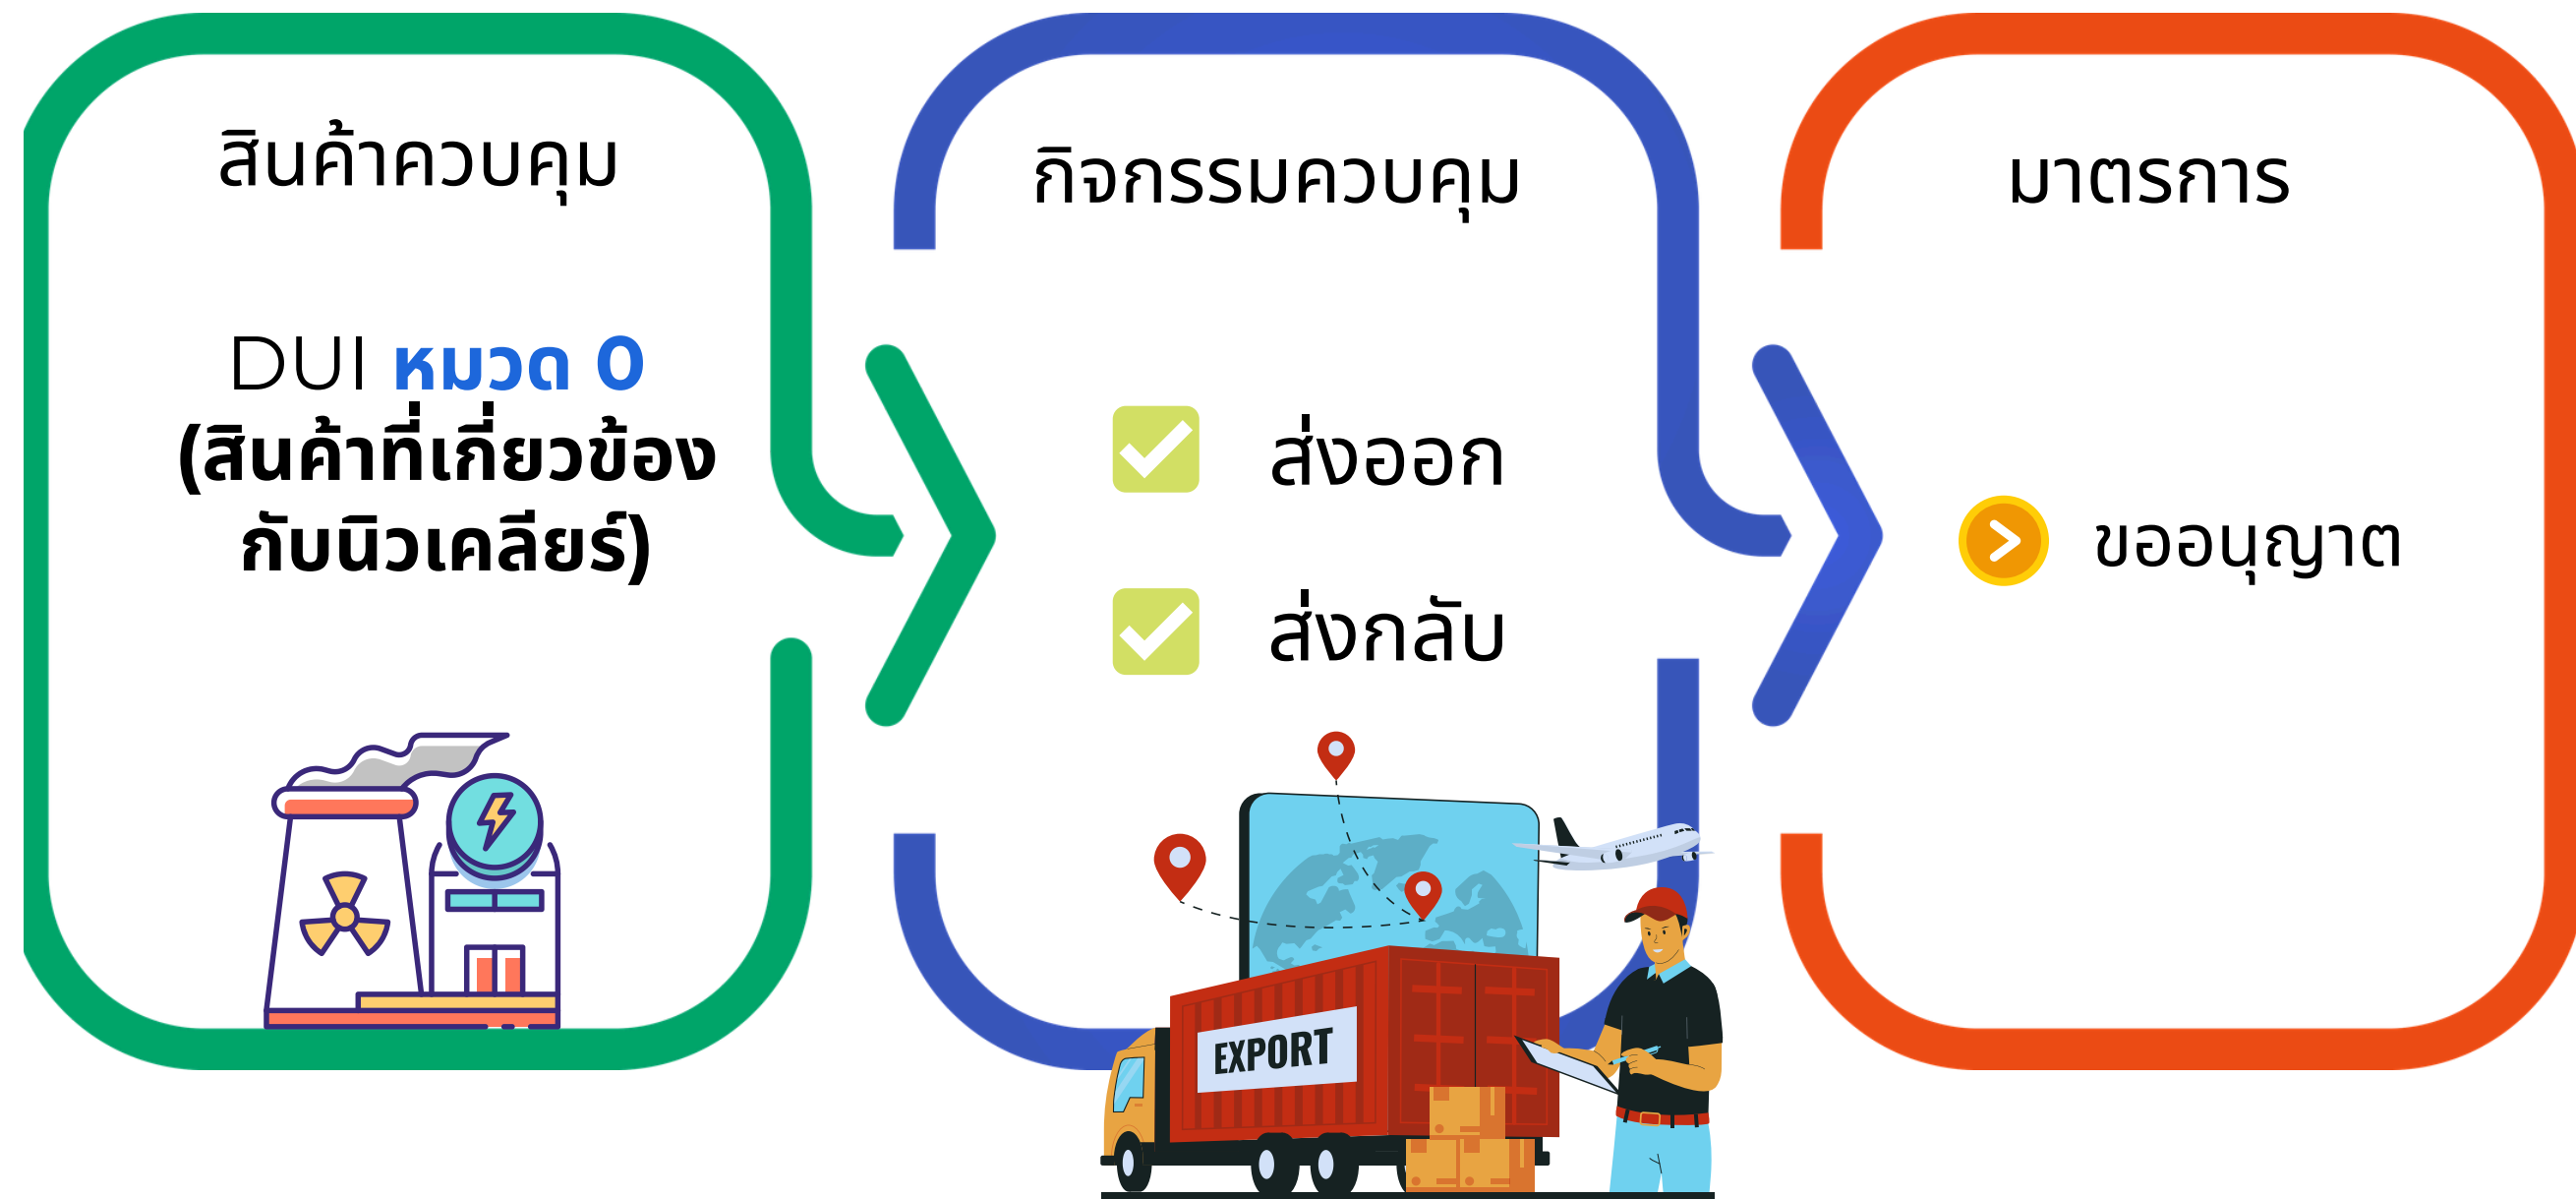 สินค้าควบคุม
DUI หมวด 0
(สินค้าที่เกี่ยวข้อง
กับนิวเคลียร์)
กิจกรรมควบคุม
ส่งออก
ส่งกลับ
EXPORT
มาตรการ
ขออนุญาต